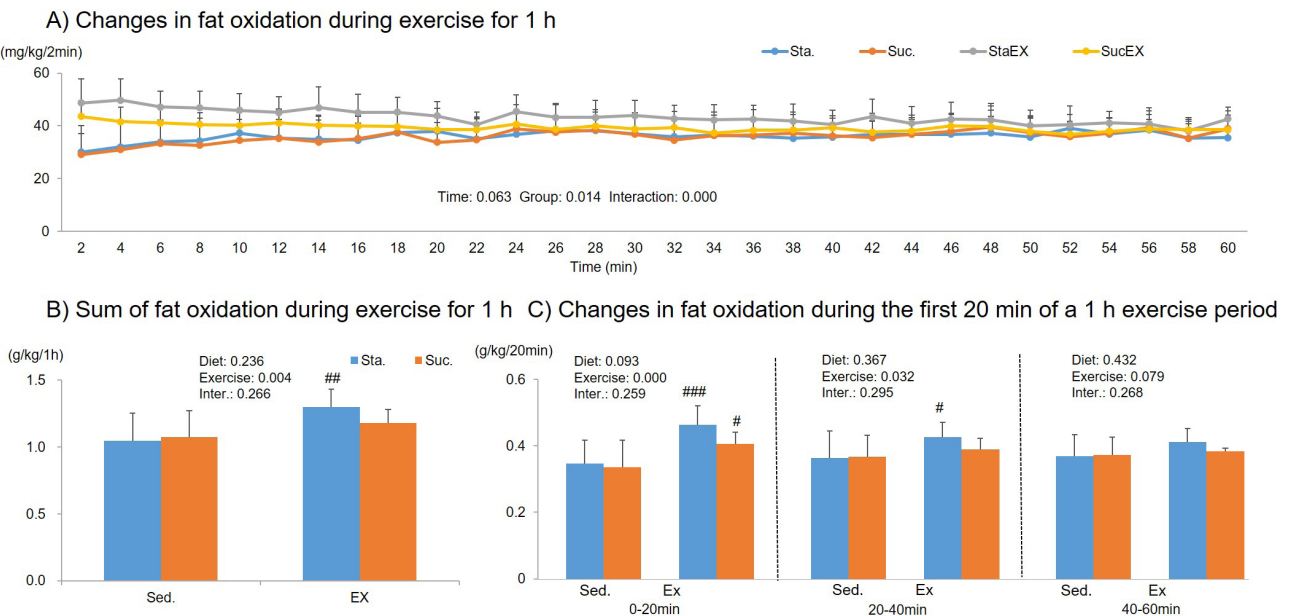 A) Changes in fat oxidation during exercise for 1 h
(mg/kg/2min)
Sta. Suc. StaEX SucEX
60
40
20
0
Time: 0.063 Group: 0.014 Interaction: 0.000
2 4 6 8 10 12 14 16 18 20 22 24 26 28 30 32 34 36 38 40 42 44 46 48 50 52 54 56 58 60
Time (min)
B) Sum of fat oxidation during exercise for 1 h
(g/kg/1h)
Diet: 0.236
Exercise: 0.004
Inter.: 0.266
Sta. Suc.
##
1.5
1.0
0.5
0.0
Sed. EX
C) Changes in fat oxidation during the first 20 min of a 1 h exercise period
(g/kg/20min)
0.6
0.4
0.2
0
Diet: 0.093
Exercise: 0.000
Inter.: 0.259
###
#
Sed. Ex
0-20min
Diet: 0.367
Exercise: 0.032
Inter.: 0.295
#
Sed. Ex
20-40min
Diet: 0.432
Exercise: 0.079
Inter.: 0.268
Sed. Ex
40-60min